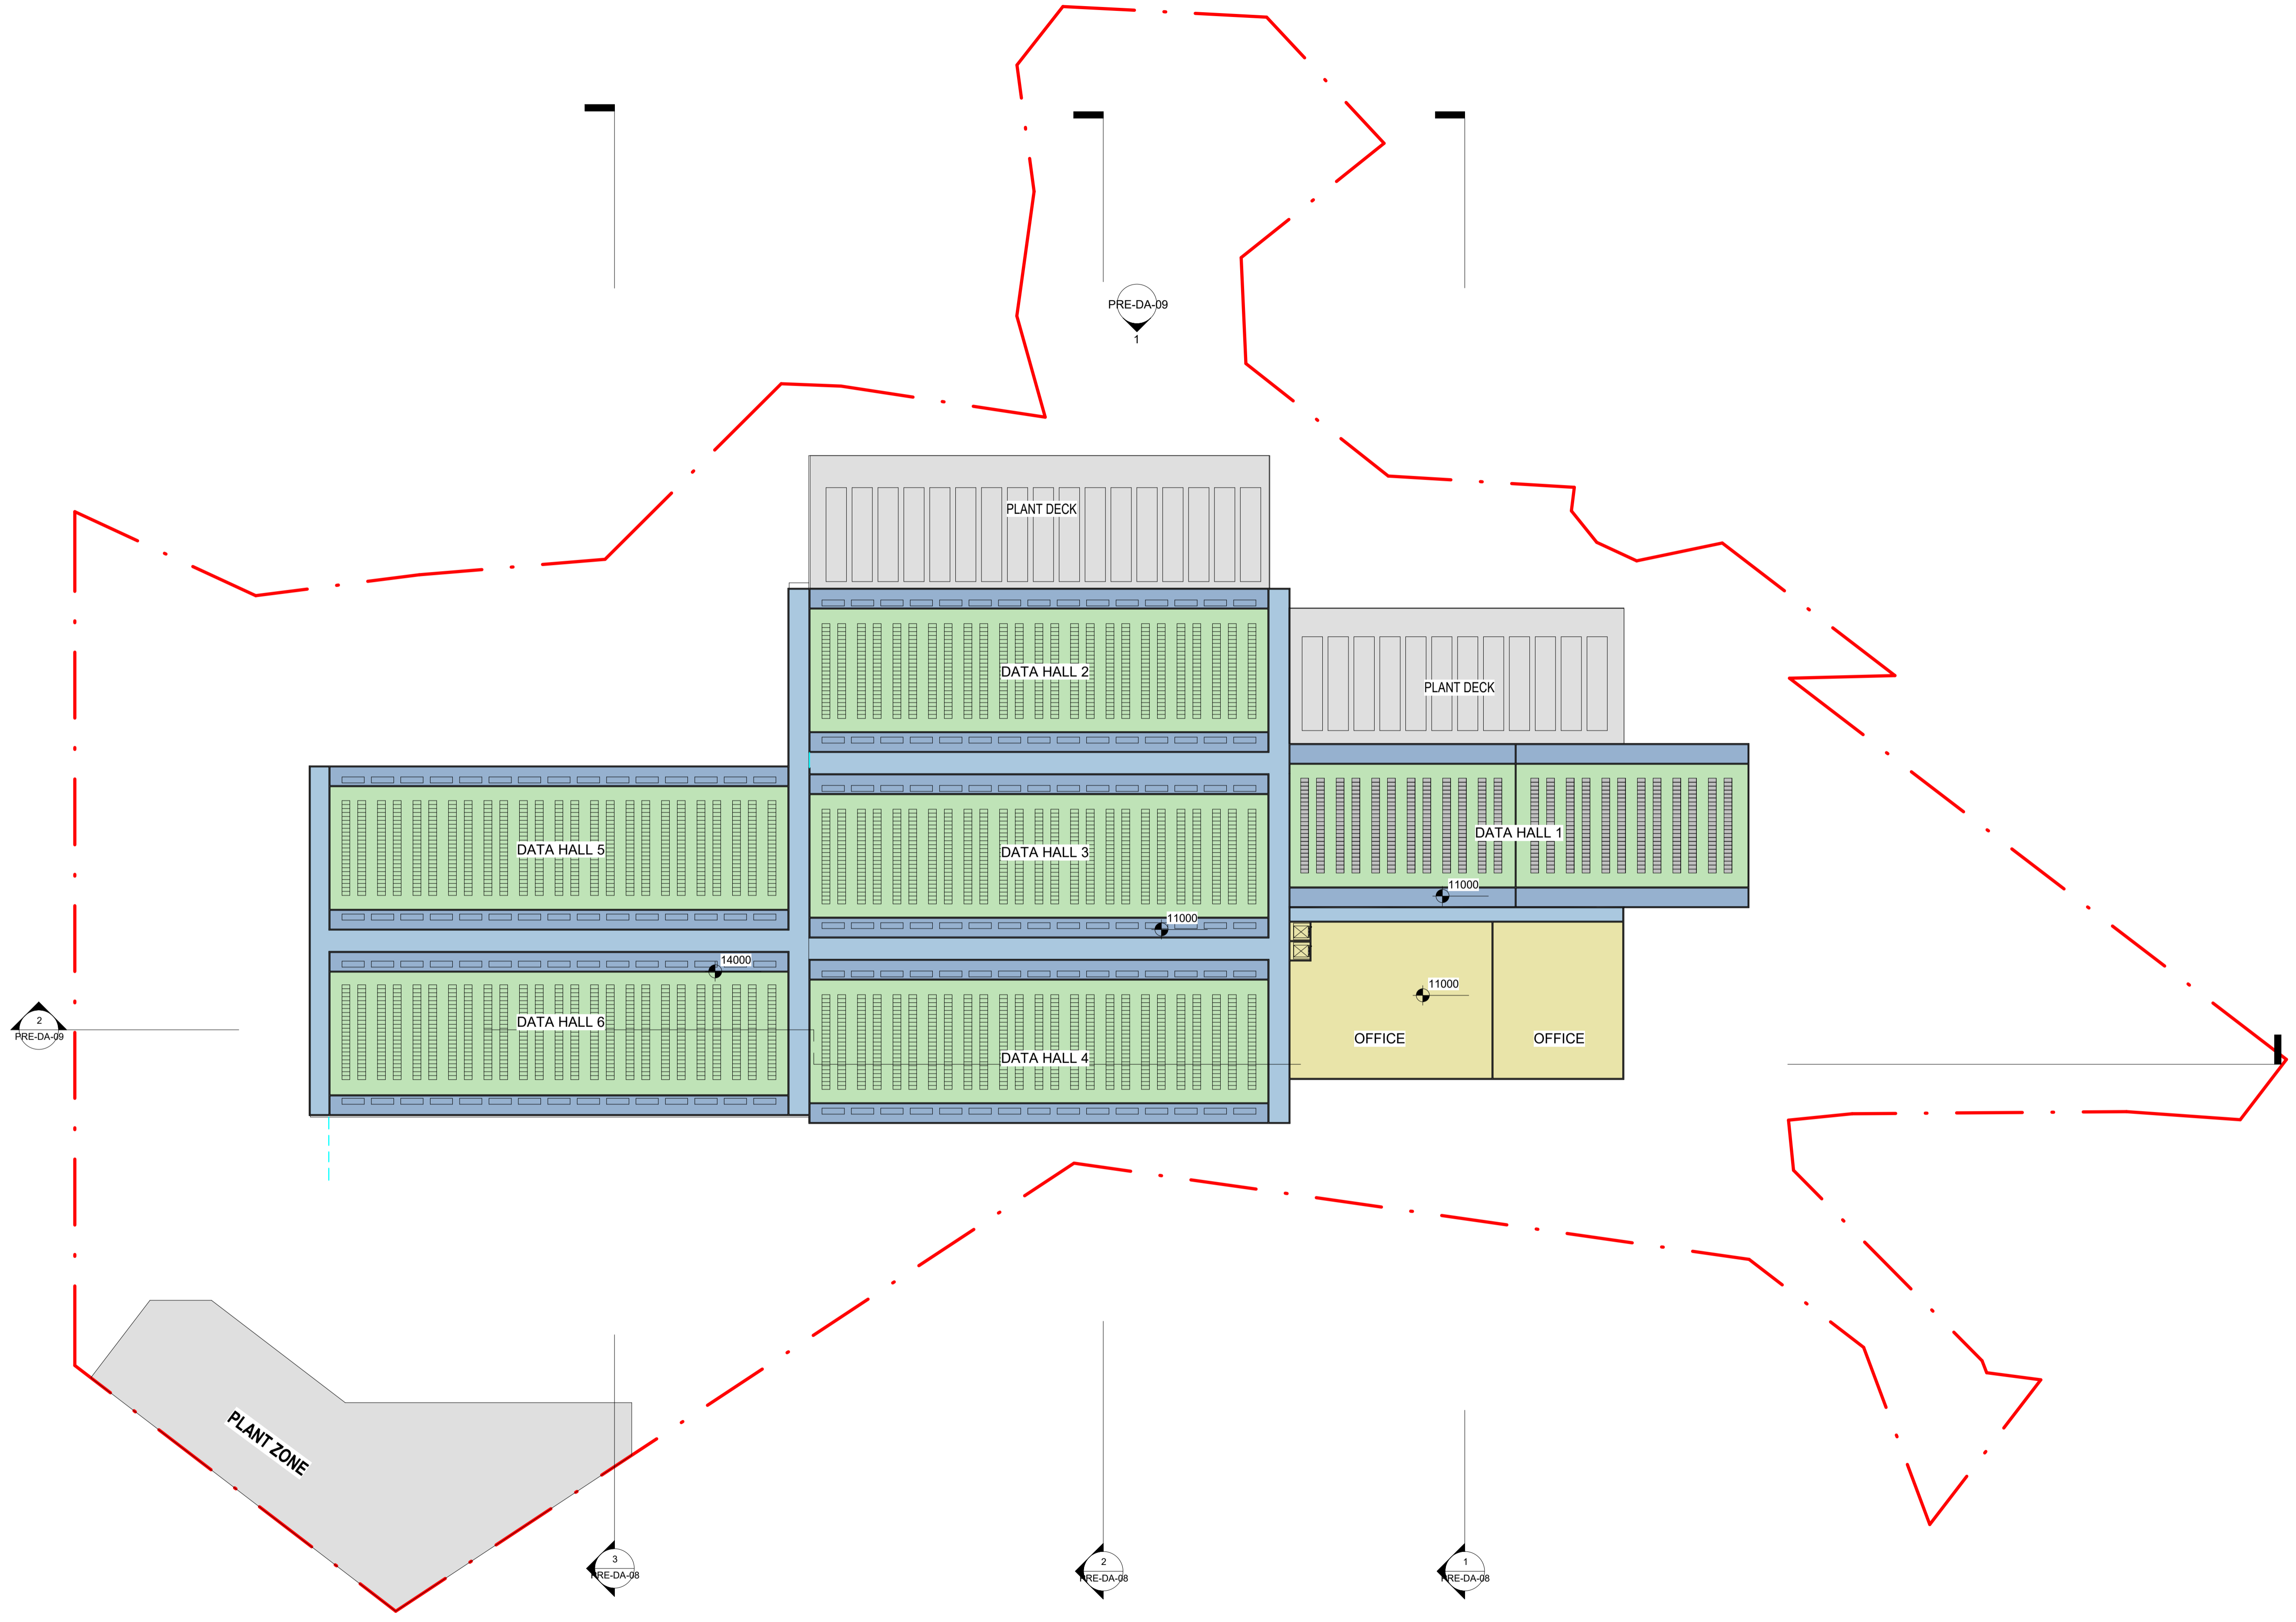 PRE-DA-09
1
PLANT DECK
DATA HALL 2
PLANT DECK
DATA HALL 1
DATA HALL 5
DATA HALL 3
11000
11000
14000
11000
DATA HALL 6
OFFICE
OFFICE
DATA HALL 4
2
PRE-DA-09
PLANT ZONE
3
PRE-DA-08
2
PRE-DA-08
1
PRE-DA-08